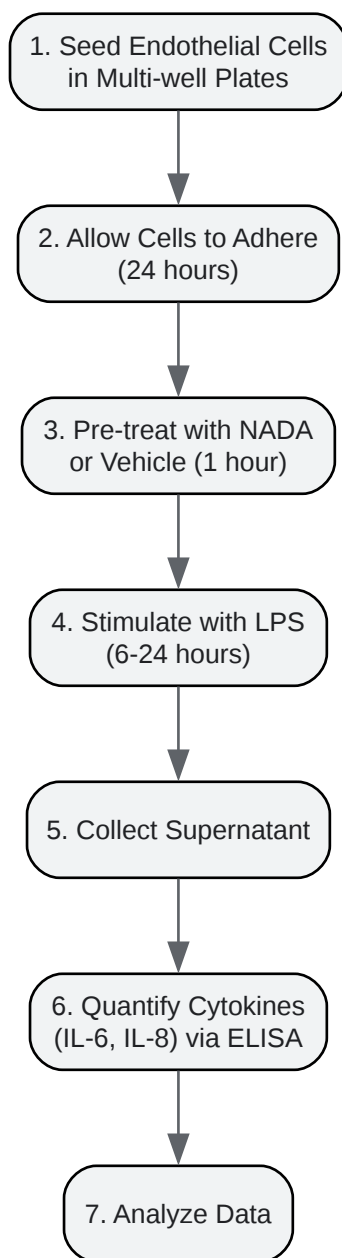 1. Seed Endothelial Cells
in Multi-well Plates
2. Allow Cells to Adhere
(24 hours)
3. Pre-treat with NADA
or Vehicle (1 hour)
4. Stimulate with LPS
(6-24 hours)
5. Collect Supernatant
6. Quantify Cytokines
(IL-6, IL-8) via ELISA
7. Analyze Data